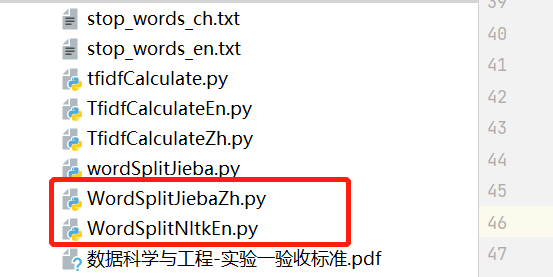 stop_words_ch.txt
stop_words_en.txt
tfidfCalculate.py
TfidfCalculateEn.py
TfidfCalculateZh.py
wordSplitJieba.py
WordSplitJiebaZh.py
WordSplitNltkEn.py
数据科学与工程-实验一验收标准.pdf
39
40
41
42
43
44
45
46
47